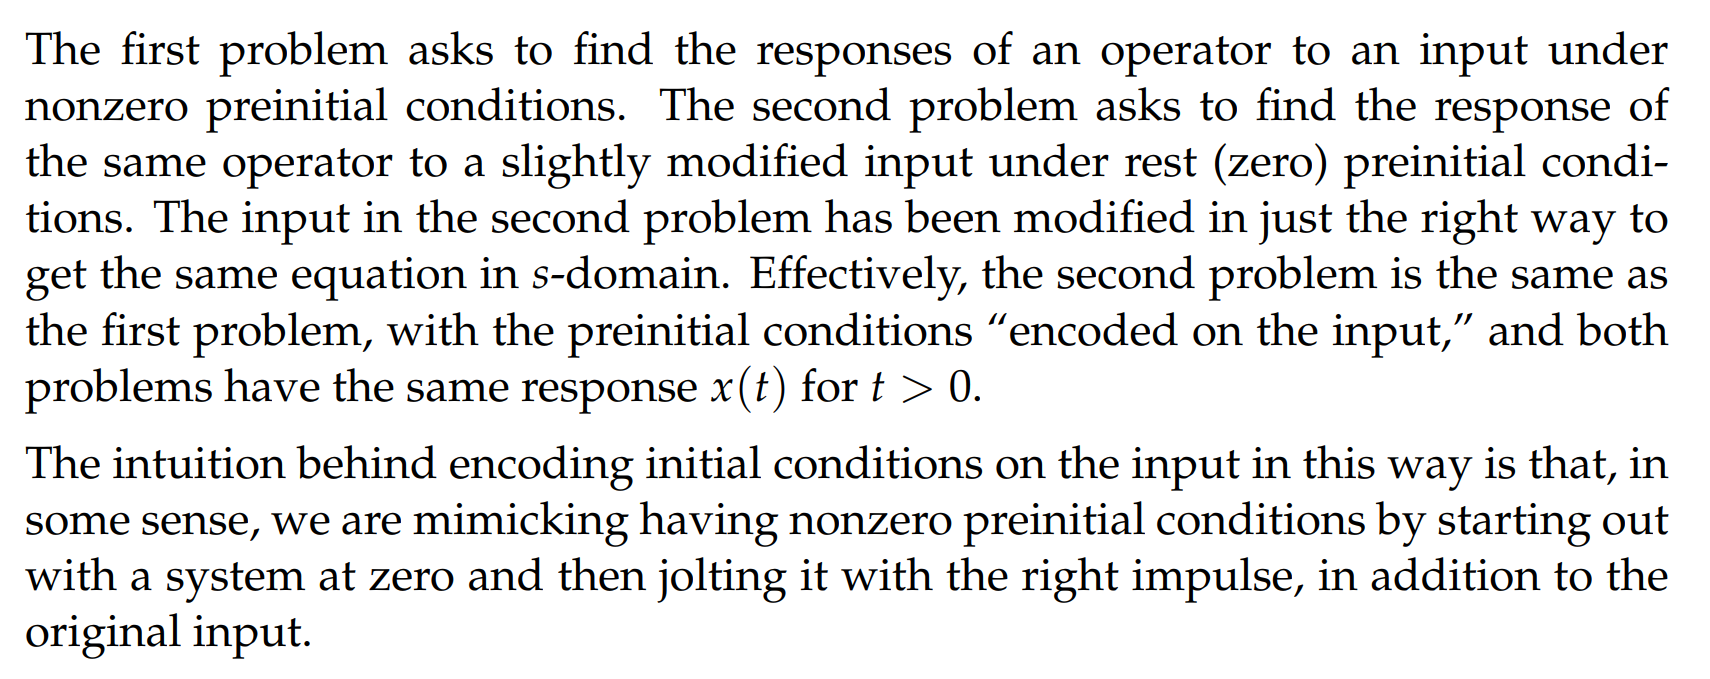 The first problem asks to find the responses of an operator to an input under
nonzero preinitial conditions. The second problem asks to find the response of
the same operator to a slightly modified input under rest (zero) preinitial condi-
tions. The input in the second problem has been modified in just the right way to
get the same equation in s-domain. Effectively, the second problem is the same as
the first problem, with the preinitial conditions “encoded on the input,” and both
problems have the same response x(t) for t > 0.
The intuition behind encoding initial conditions on the input in this way is that, in
some sense, we are mimicking having nonzero preinitial conditions by starting out
with a system at zero and then jolting it with the right impulse, in addition to the
original input.